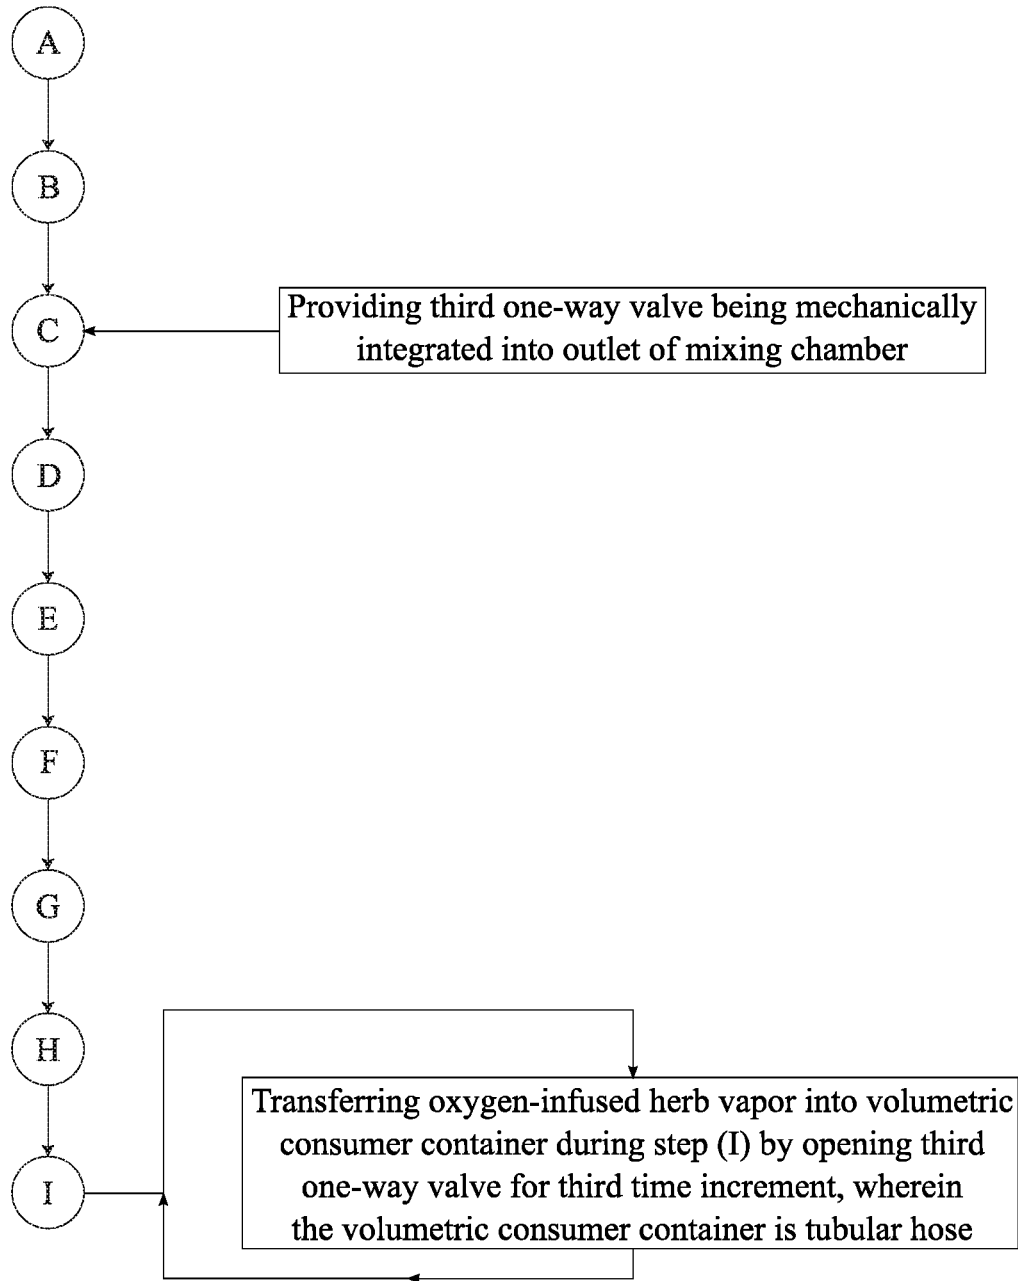 A
B
C
Providing third one-way valve being mechanically
integrated into outlet of mixing chamber
D
E
F
G
H
I
Transferring oxygen-infused herb vapor into volumetric
consumer container during step (I) by opening third
one-way valve for third time increment, wherein
the volumetric consumer container is tubular hose